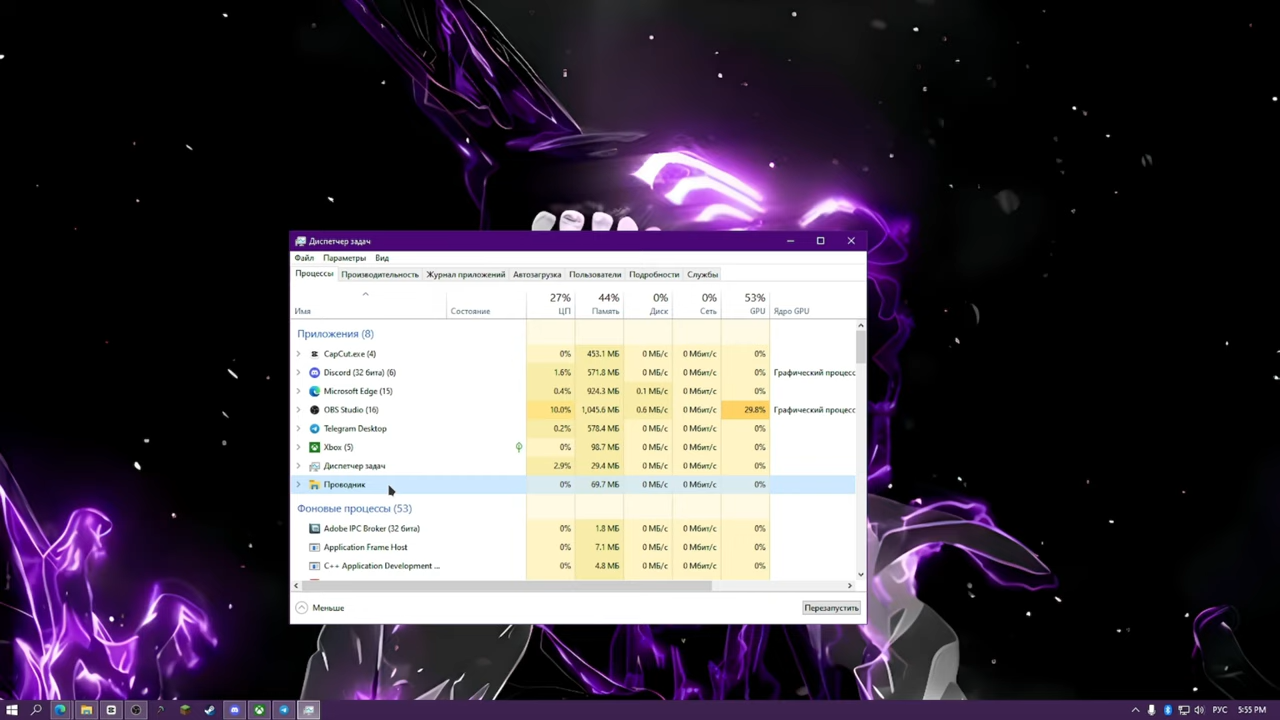 Диспетчер задач
Файл Параметры Вид
Процессы Производительность Журнал приложений Автозагрузка Пользователи Подробности Службы
27% 44% 0% 0% 53%
Имя Состояние ЦП Память Диск Сеть GPU Ядро GPU
Приложения (8)
CapCut.exe (4) 0% 453.1 МБ 0 МБ/с 0 Мбит/с 0%
Discord (32 бита) (6) 1.6% 571.8 МБ 0 МБ/с 0 Мбит/с 0% Графический процесс
Microsoft Edge (15) 0.4% 924.3 МБ 0.1 МБ/с 0 Мбит/с 0%
OBS Studio (16) 10.0% 1,045.6 МБ 0.6 МБ/с 0 Мбит/с 29.8% Графический процесс
Telegram Desktop 0.2% 578.4 МБ 0 МБ/с 0 Мбит/с 0%
Xbox (5) 0% 98.7 МБ 0 МБ/с 0 Мбит/с 0%
Диспетчер задач 2.9% 29.4 МБ 0 МБ/с 0 Мбит/с 0%
Проводник 0% 69.7 МБ 0 МБ/с 0 Мбит/с 0%
Фоновые процессы (53)
Adobe IPC Broker (32 бита) 0% 1.8 МБ 0 МБ/с 0 Мбит/с 0%
Application Frame Host 0% 7.1 МБ 0 МБ/с 0 Мбит/с 0%
C++ Application Development ... 0% 4.8 МБ 0 МБ/с 0 Мбит/с 0%
Меньше Перезапустить
РУС 5:55 PM